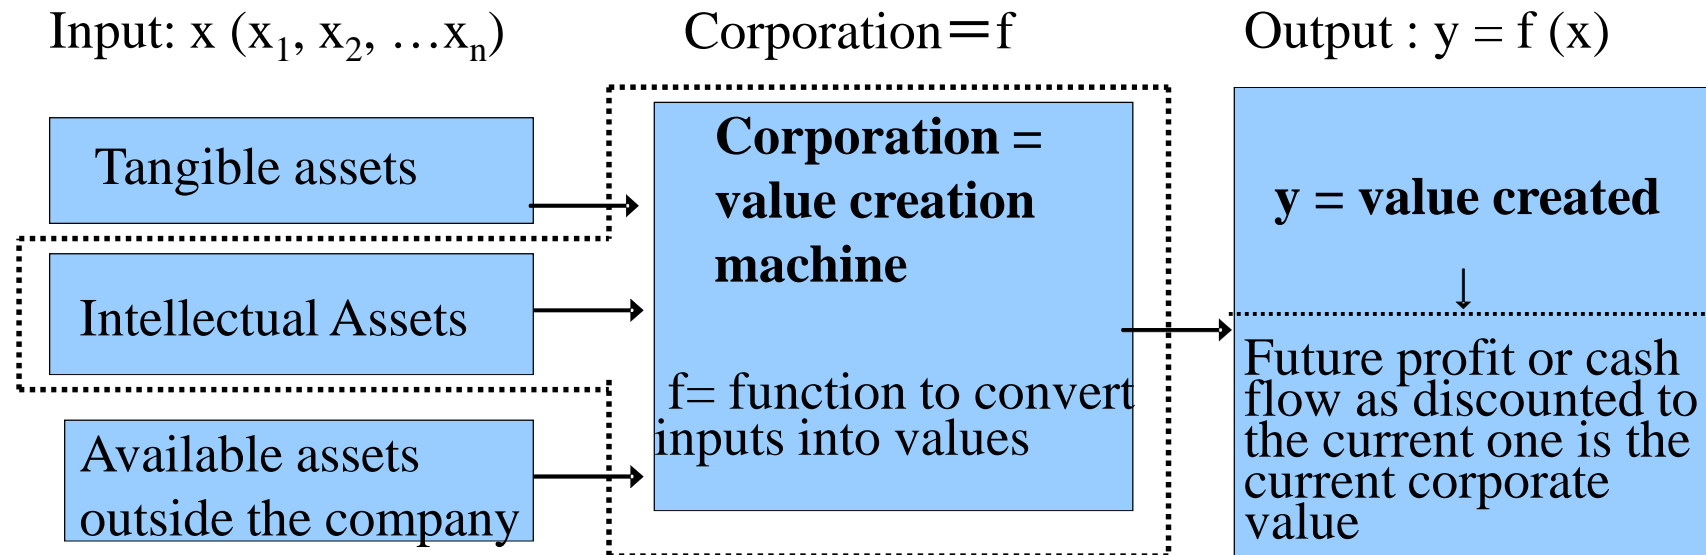 Input: x (x₁, x₂, …xₙ)
Corporation＝f
Output : y = f (x)
Tangible assets
Intellectual Assets
Available assets
outside the company
Corporation =
value creation
machine
f= function to convert
inputs into values
y = value created
↓
Future profit or cash
flow as discounted to
the current one is the
current corporate
value